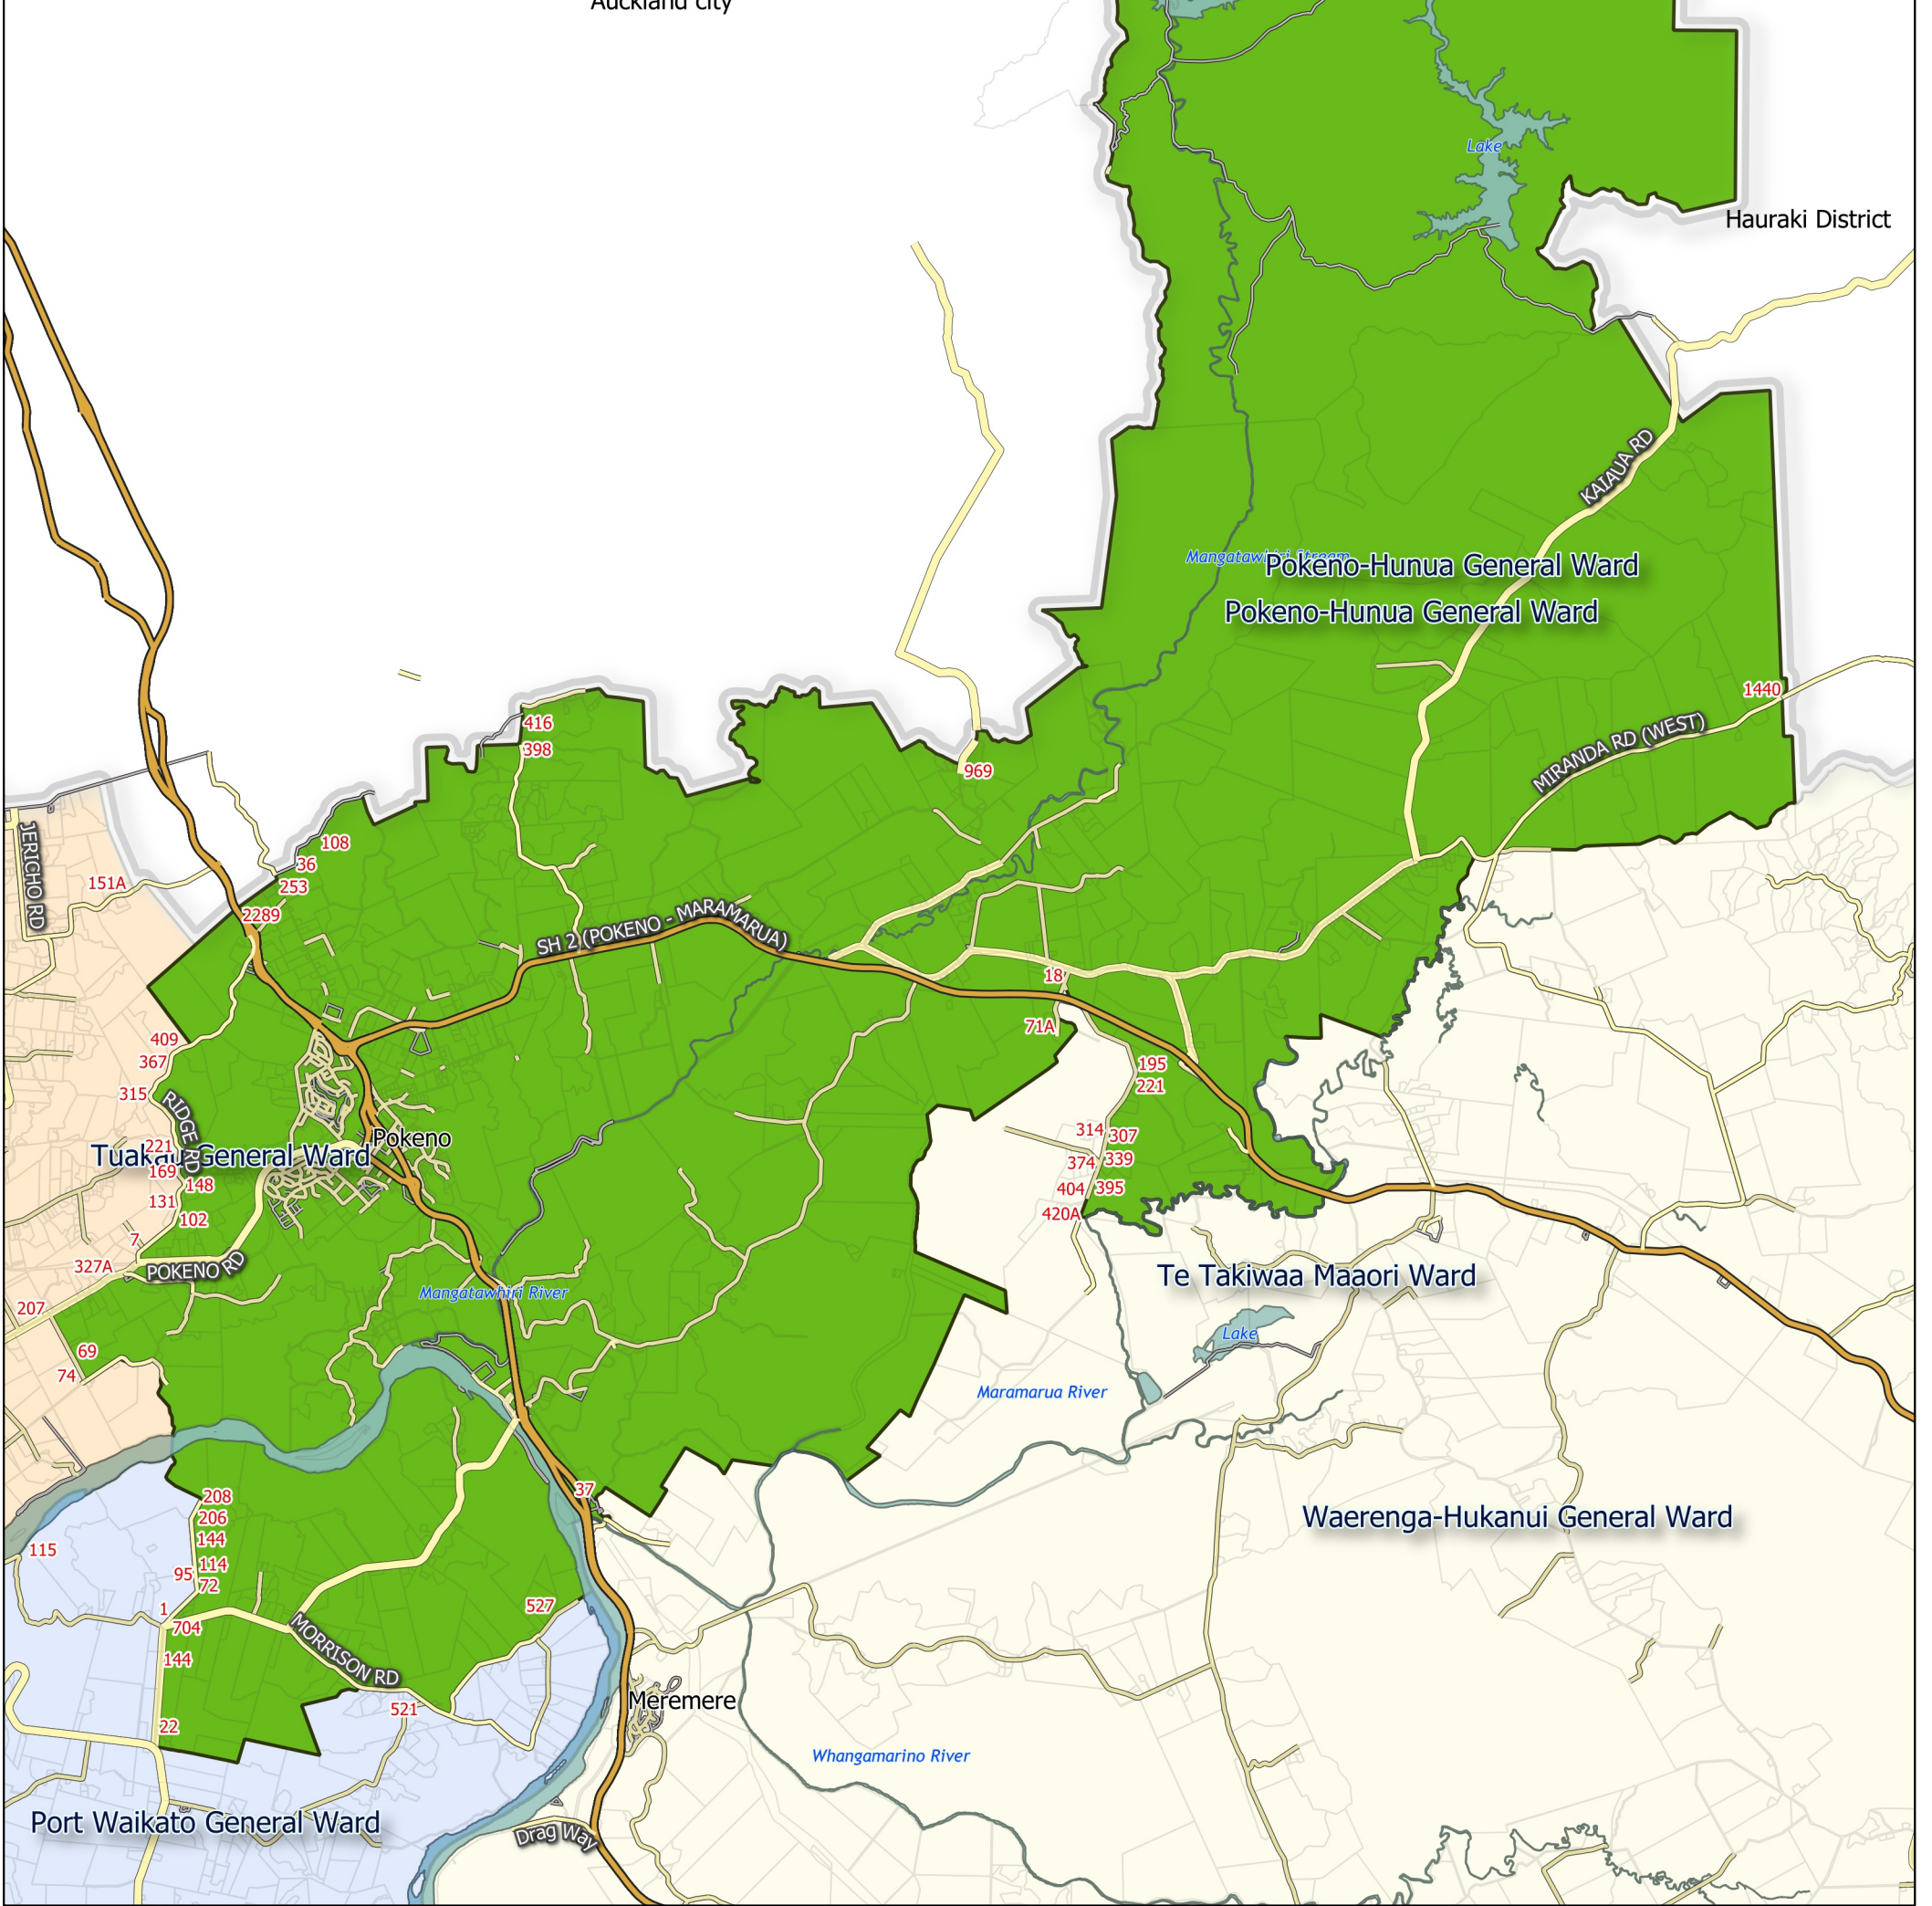 Auckland city
Lake
Hauraki District
KAIAUA RD
Mangatawhiri Stream
Pokeno-Hunua General Ward
Pokeno-Hunua General Ward
1440
416
MIRANDA RD (WEST)
398
969
JERICHO RD
108
36
151A
253
2289
SH 2 (POKENO - MARAMARUA)
18
71A
409
367
195
315
221
RIDGE RD
314
307
Pokeno
221
Tuakau General Ward
374
339
169
148
404
395
131
420A
102
7
327A
POKENO RD
Te Takiwaa Maaori Ward
Mangatawhiri River
207
Lake
69
74
Maramarua River
37
208
206
Waerenga-Hukanui General Ward
144
115
114
95
72
527
1
704
MORRISON RD
144
521
Meremere
22
Whangamarino River
Port Waikato General Ward
Drag Way